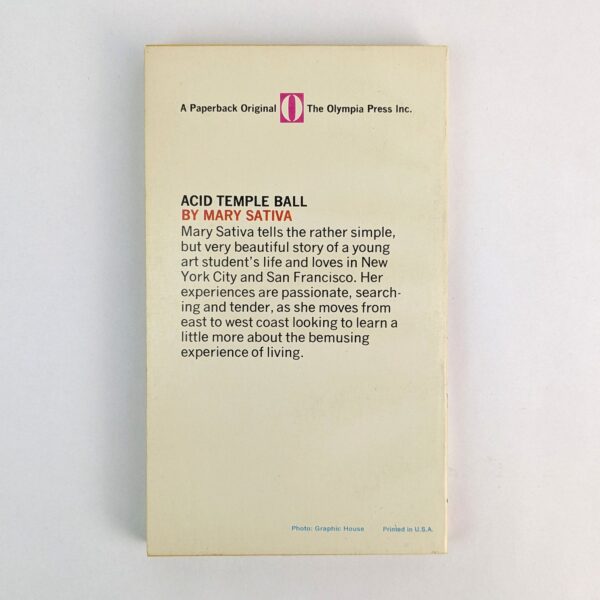 A Paperback Original O The Olympia Press Inc.
ACID TEMPLE BALL
BY MARY SATIVA
Mary Sativa tells the rather simple,
but very beautiful story of a young
art student's life and loves in New
York City and San Francisco. Her
experiences are passionate, search-
ing and tender, as she moves from
east to west coast looking to learn a
little more about the bemusing
experience of living.
Photo: Graphic House Printed in U.S.A.